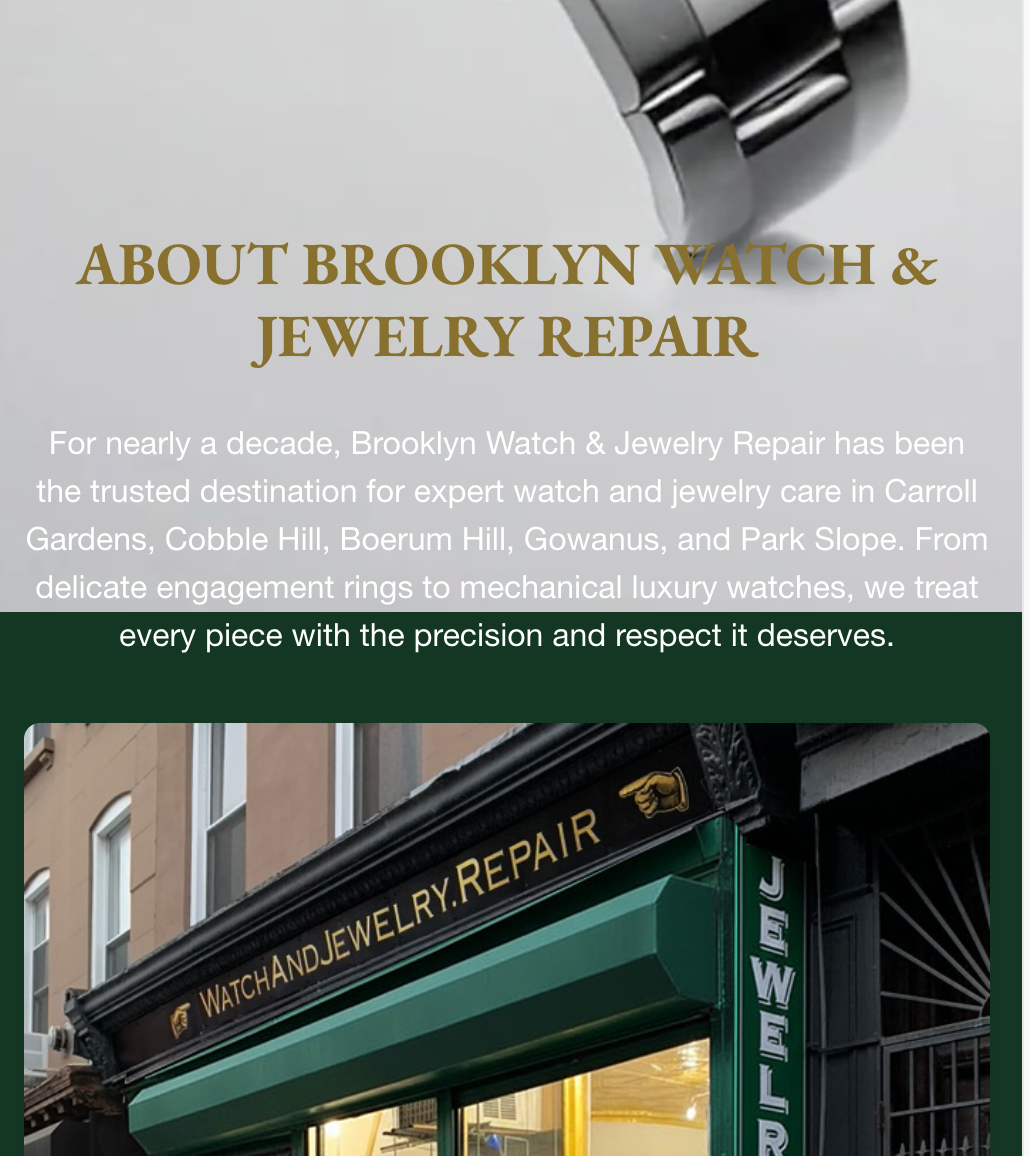 ABOUT BROOKLYN WATCH &
JEWELRY REPAIR
For nearly a decade, Brooklyn Watch & Jewelry Repair has been
the trusted destination for expert watch and jewelry care in Carroll
Gardens, Cobble Hill, Boerum Hill, Gowanus, and Park Slope. From
delicate engagement rings to mechanical luxury watches, we treat
every piece with the precision and respect it deserves.
WATCHANDJEWELRY.REPAIR
JEWELR